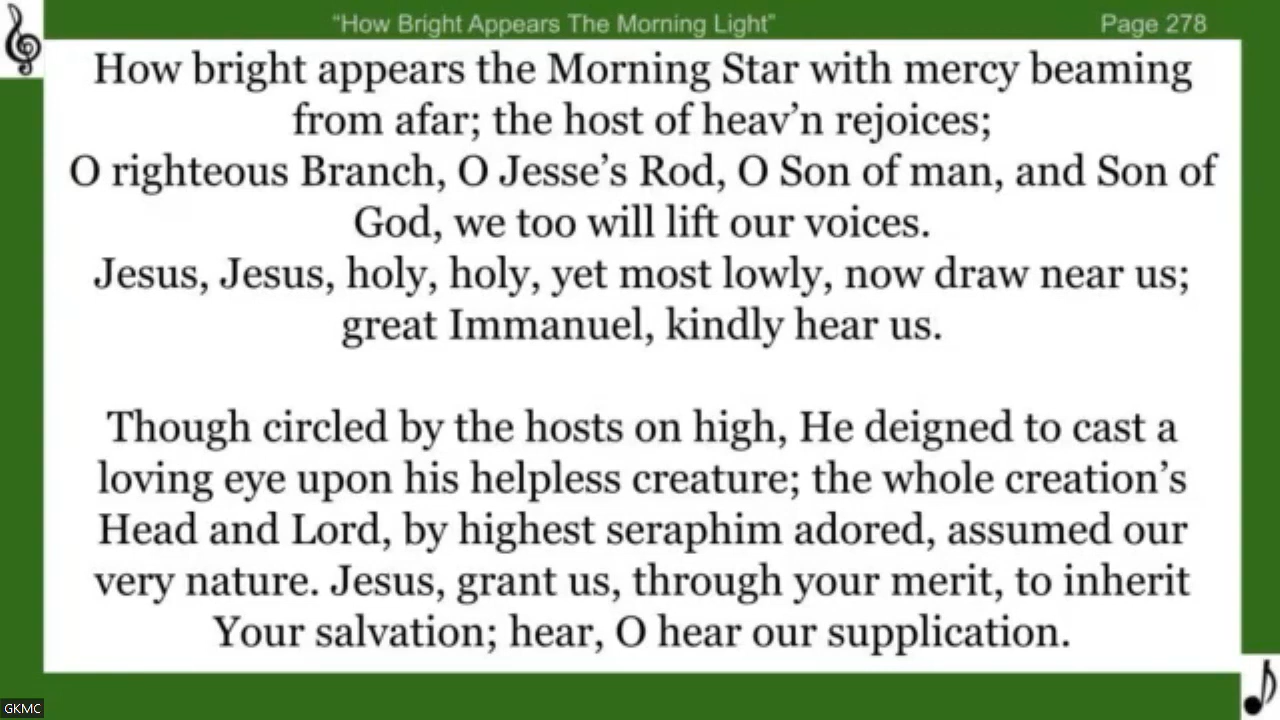 “How Bright Appears The Morning Light”
Page 278
How bright appears the Morning Star with mercy beaming
from afar; the host of heav’n rejoices;
O righteous Branch, O Jesse’s Rod, O Son of man, and Son of
God, we too will lift our voices.
Jesus, Jesus, holy, holy, yet most lowly, now draw near us;
great Immanuel, kindly hear us.
Though circled by the hosts on high, He deigned to cast a
loving eye upon his helpless creature; the whole creation’s
Head and Lord, by highest seraphim adored, assumed our
very nature. Jesus, grant us, through your merit, to inherit
Your salvation; hear, O hear our supplication.
GKMC